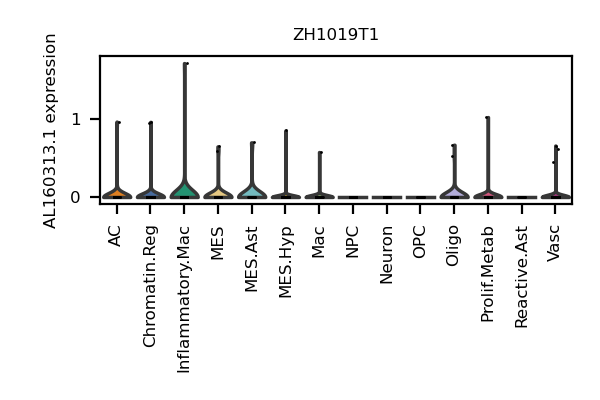 ZH1019T1
AL160313.1 expression
1
0
AC
Chromatin.Reg
Inflammatory.Mac
MES
MES.Ast
MES.Hyp
Mac
NPC
Neuron
OPC
Oligo
Prolif.Metab
Reactive.Ast
Vasc